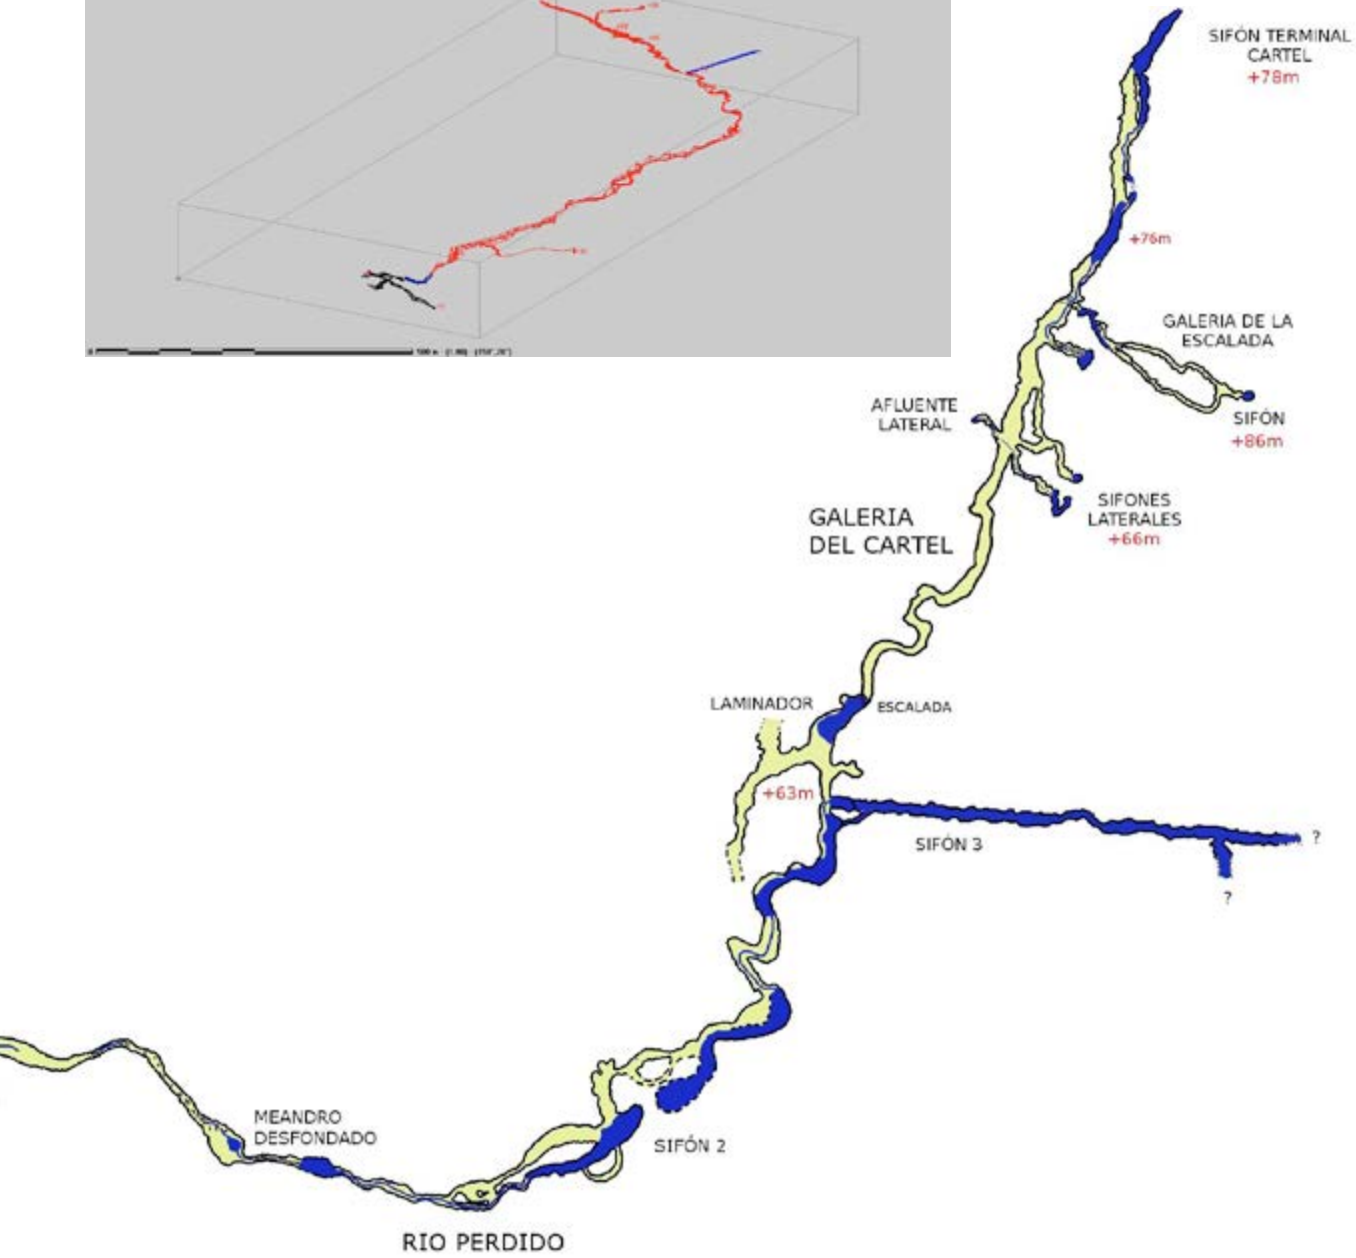 SIFÓN TERMINAL
CARTEL
+78m
+76m
GALERIA DE LA
ESCALADA
AFLUENTE
LATERAL
SIFÓN
+86m
SIFONES
LATERALES
+66m
GALERIA
DEL CARTEL
LAMINADOR
ESCALADA
+63m
SIFÓN 3
?
?
MEANDRO
DESFONDADO
SIFÓN 2
RIO PERDIDO